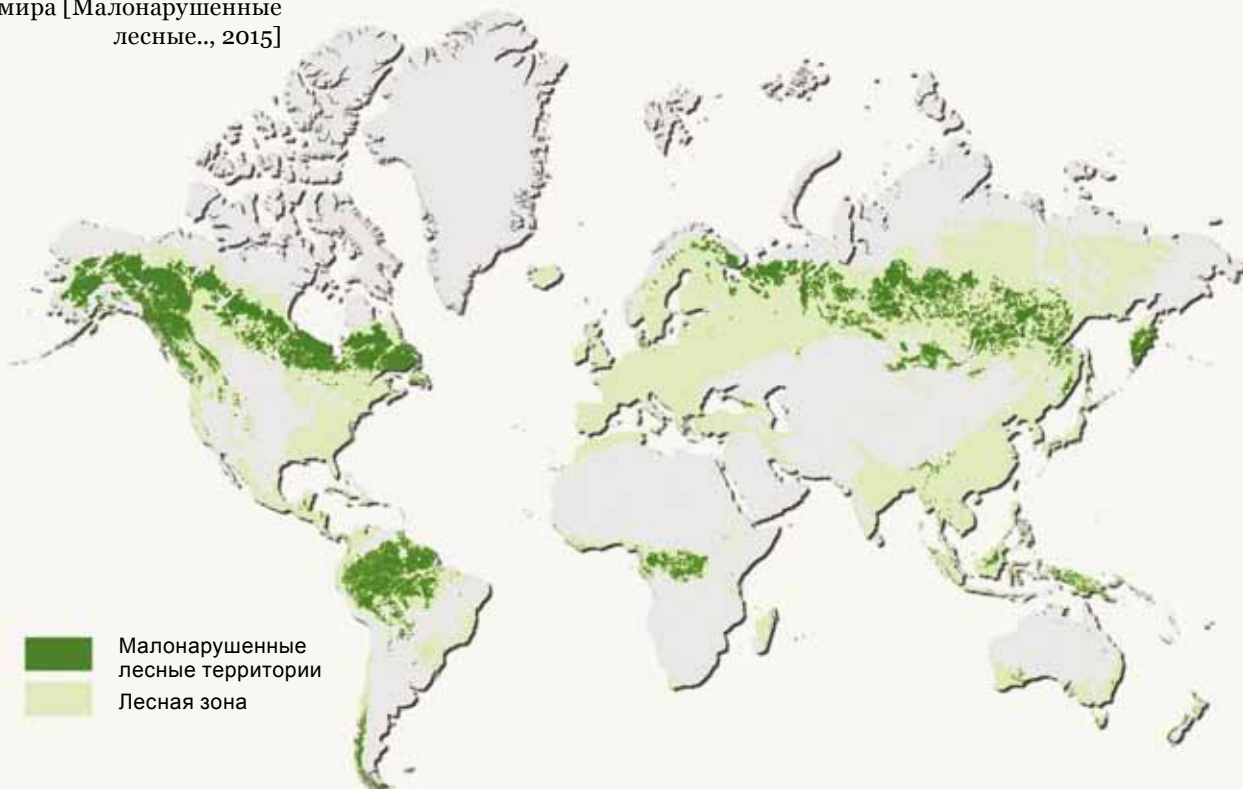 мира [Малонарушенные
лесные.., 2015]
Малонарушенные
лесные территории
Лесная зона